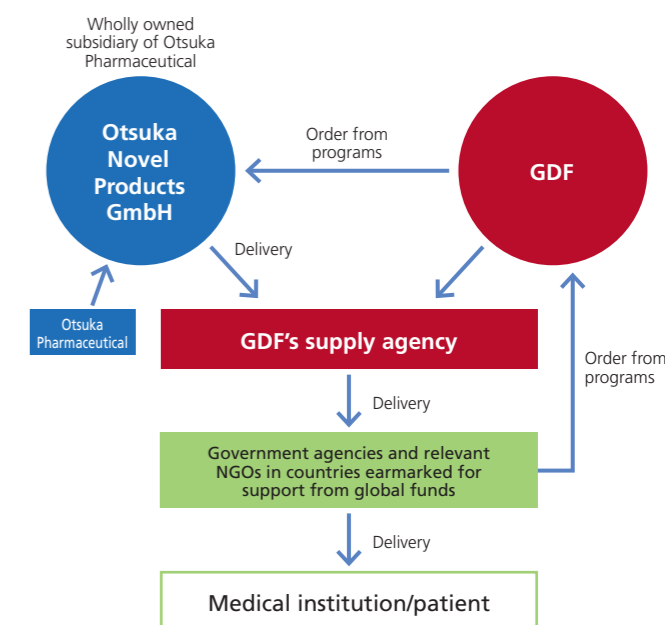 Wholly owned
subsidiary of Otsuka
Pharmaceutical
Otsuka
Novel
Products
GmbH
Order from
programs
GDF
Delivery
Otsuka
Pharmaceutical
GDF's supply agency
Order from
programs
Delivery
Government agencies and relevant
NGOs in countries earmarked for
support from global funds
Delivery
Medical institution/patient